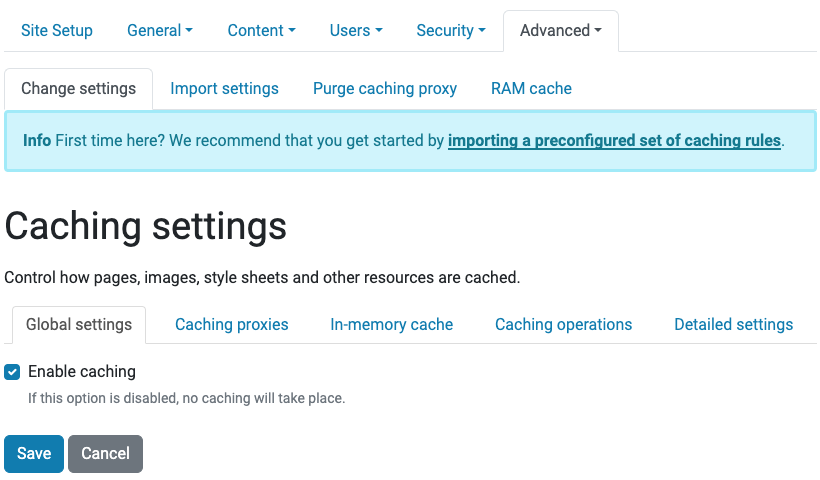 Site Setup General Content Users Security Advanced
Change settings Import settings Purge caching proxy RAM cache
Info First time here? We recommend that you get started by importing a preconfigured set of caching rules.
Caching settings
Control how pages, images, style sheets and other resources are cached.
Global settings Caching proxies In-memory cache Caching operations Detailed settings
Enable caching
If this option is disabled, no caching will take place.
Save Cancel